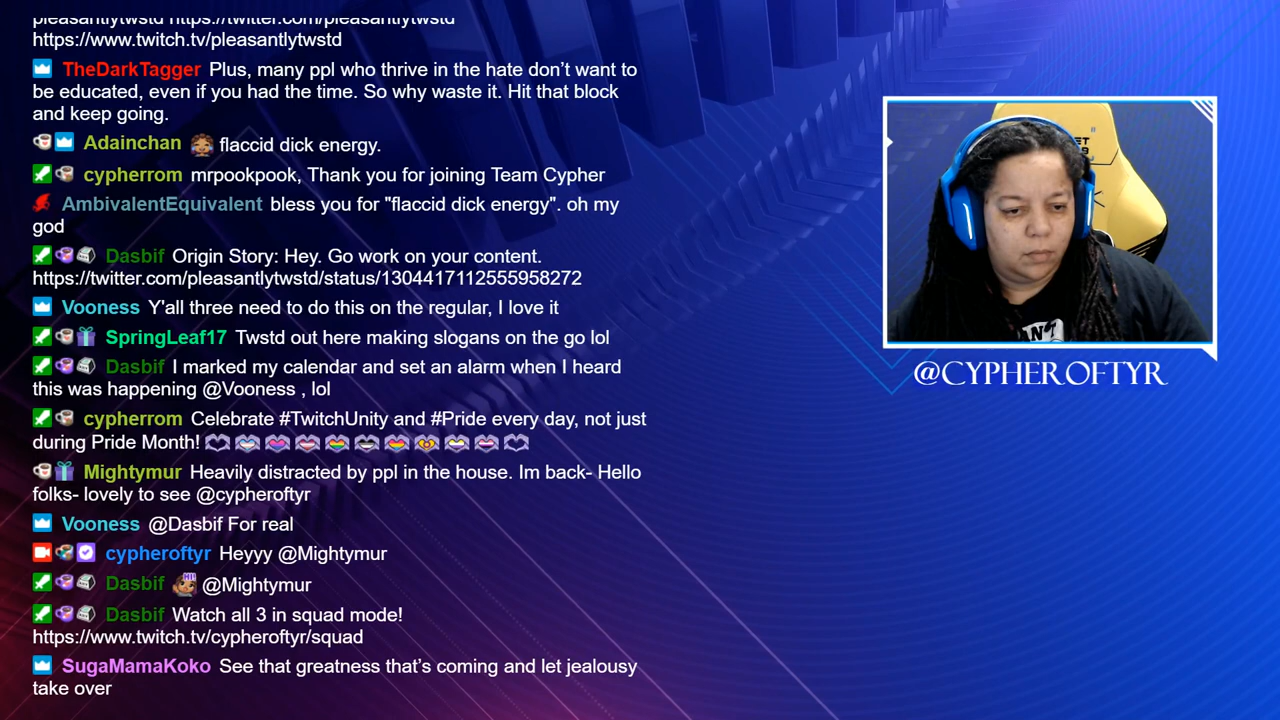 pleasantlytwstd https://twitter.com/pleasantlytwstd
https://www.twitch.tv/pleasantlytwstd
TheDarkTagger Plus, many ppl who thrive in the hate don’t want to
be educated, even if you had the time. So why waste it. Hit that block
and keep going.
Adainchan flaccid dick energy.
cypherrom mrpookpook, Thank you for joining Team Cypher
AmbivalentEquivalent bless you for "flaccid dick energy". oh my
god
Dasbif Origin Story: Hey. Go work on your content.
https://twitter.com/pleasantlytwstd/status/1304417112555958272
Vooness Y'all three need to do this on the regular, I love it
SpringLeaf17 Twstd out here making slogans on the go lol
Dasbif I marked my calendar and set an alarm when I heard
this was happening @Vooness , lol
cypherrom Celebrate #TwitchUnity and #Pride every day, not just
during Pride Month!
Mightymur Heavily distracted by ppl in the house. Im back- Hello
folks- lovely to see @cypheroftyr
Vooness @Dasbif For real
cypheroftyr Heyyy @Mightymur
Dasbif @Mightymur
Dasbif Watch all 3 in squad mode!
https://www.twitch.tv/cypheroftyr/squad
SugaMamaKoko See that greatness that’s coming and let jealousy
take over
@CYPHEROFTYR